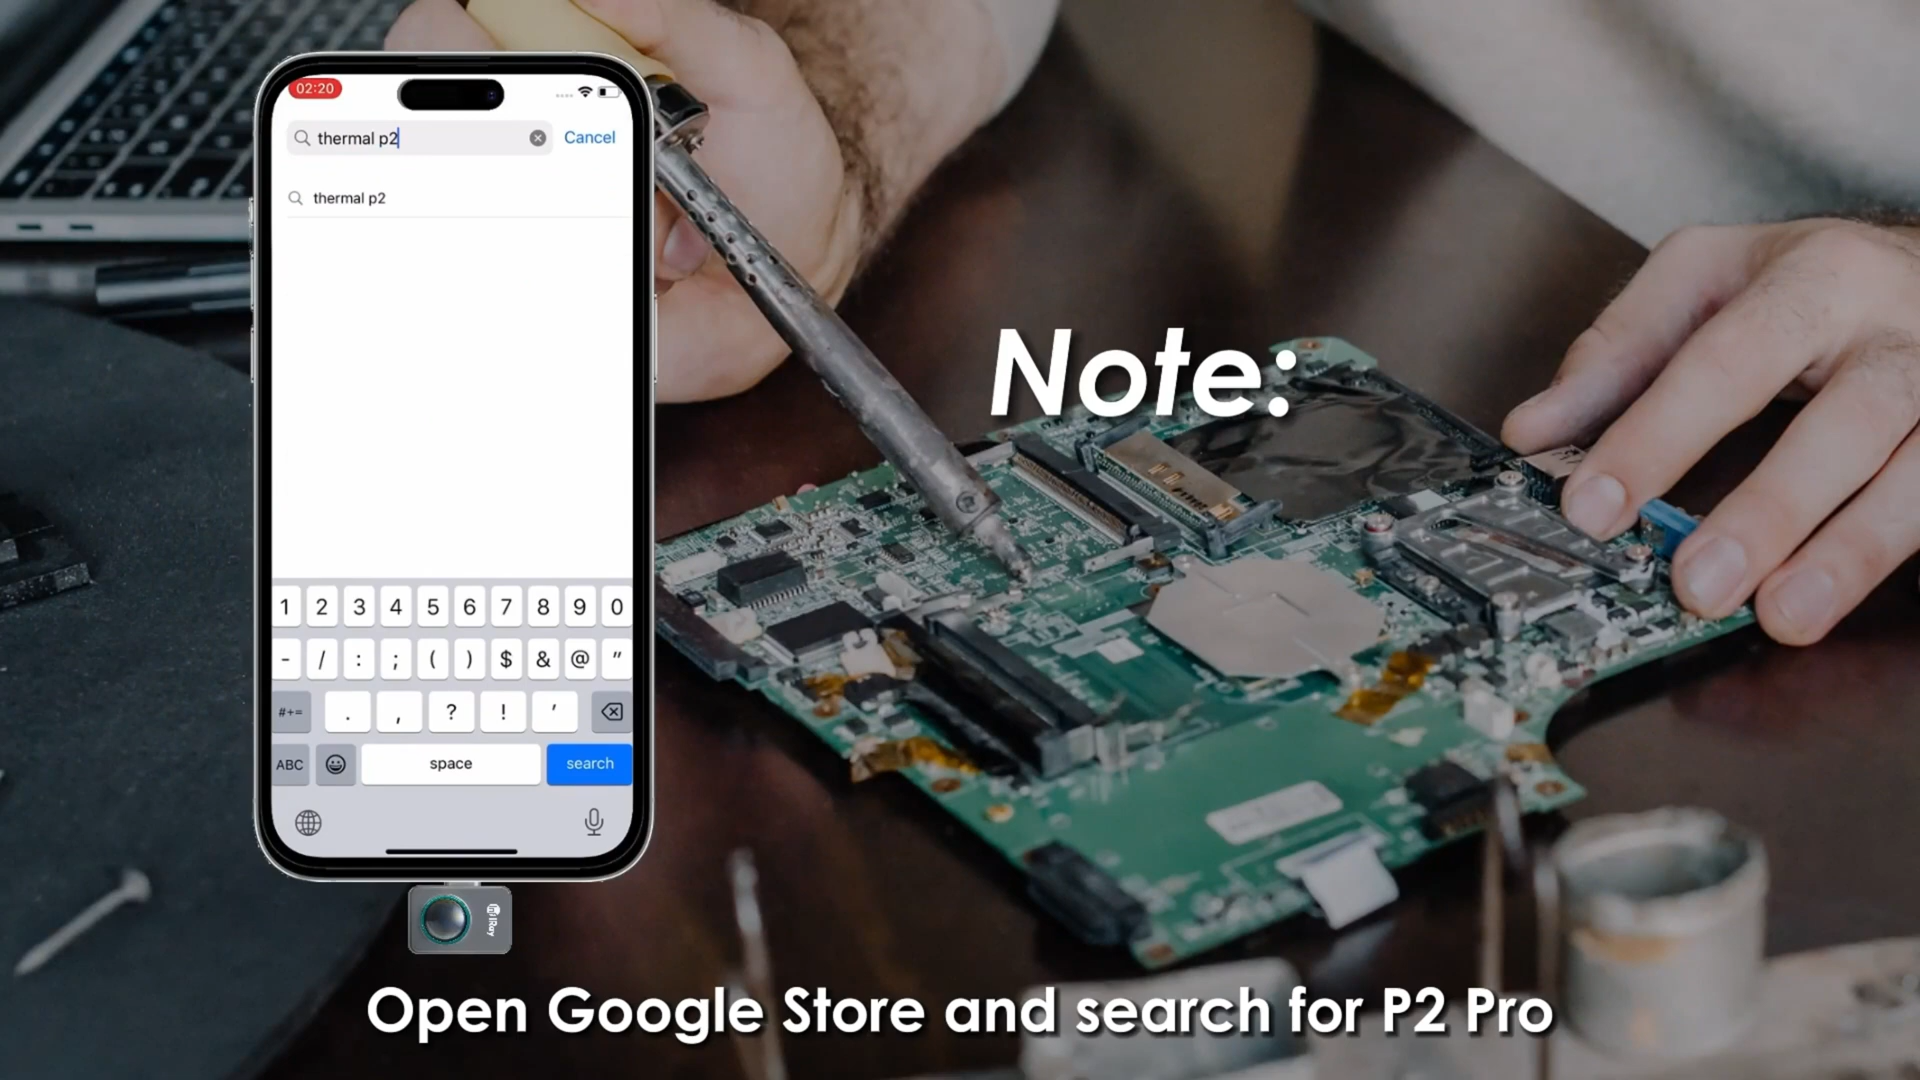 02:20
thermal p2
Cancel
thermal p2
1 2 3 4 5 6 7 8 9 0
- / : ; ( ) $ & @ "
#+= . , ? ! '
ABC space search
Note:
InfiRay
Open Google Store and search for P2 Pro